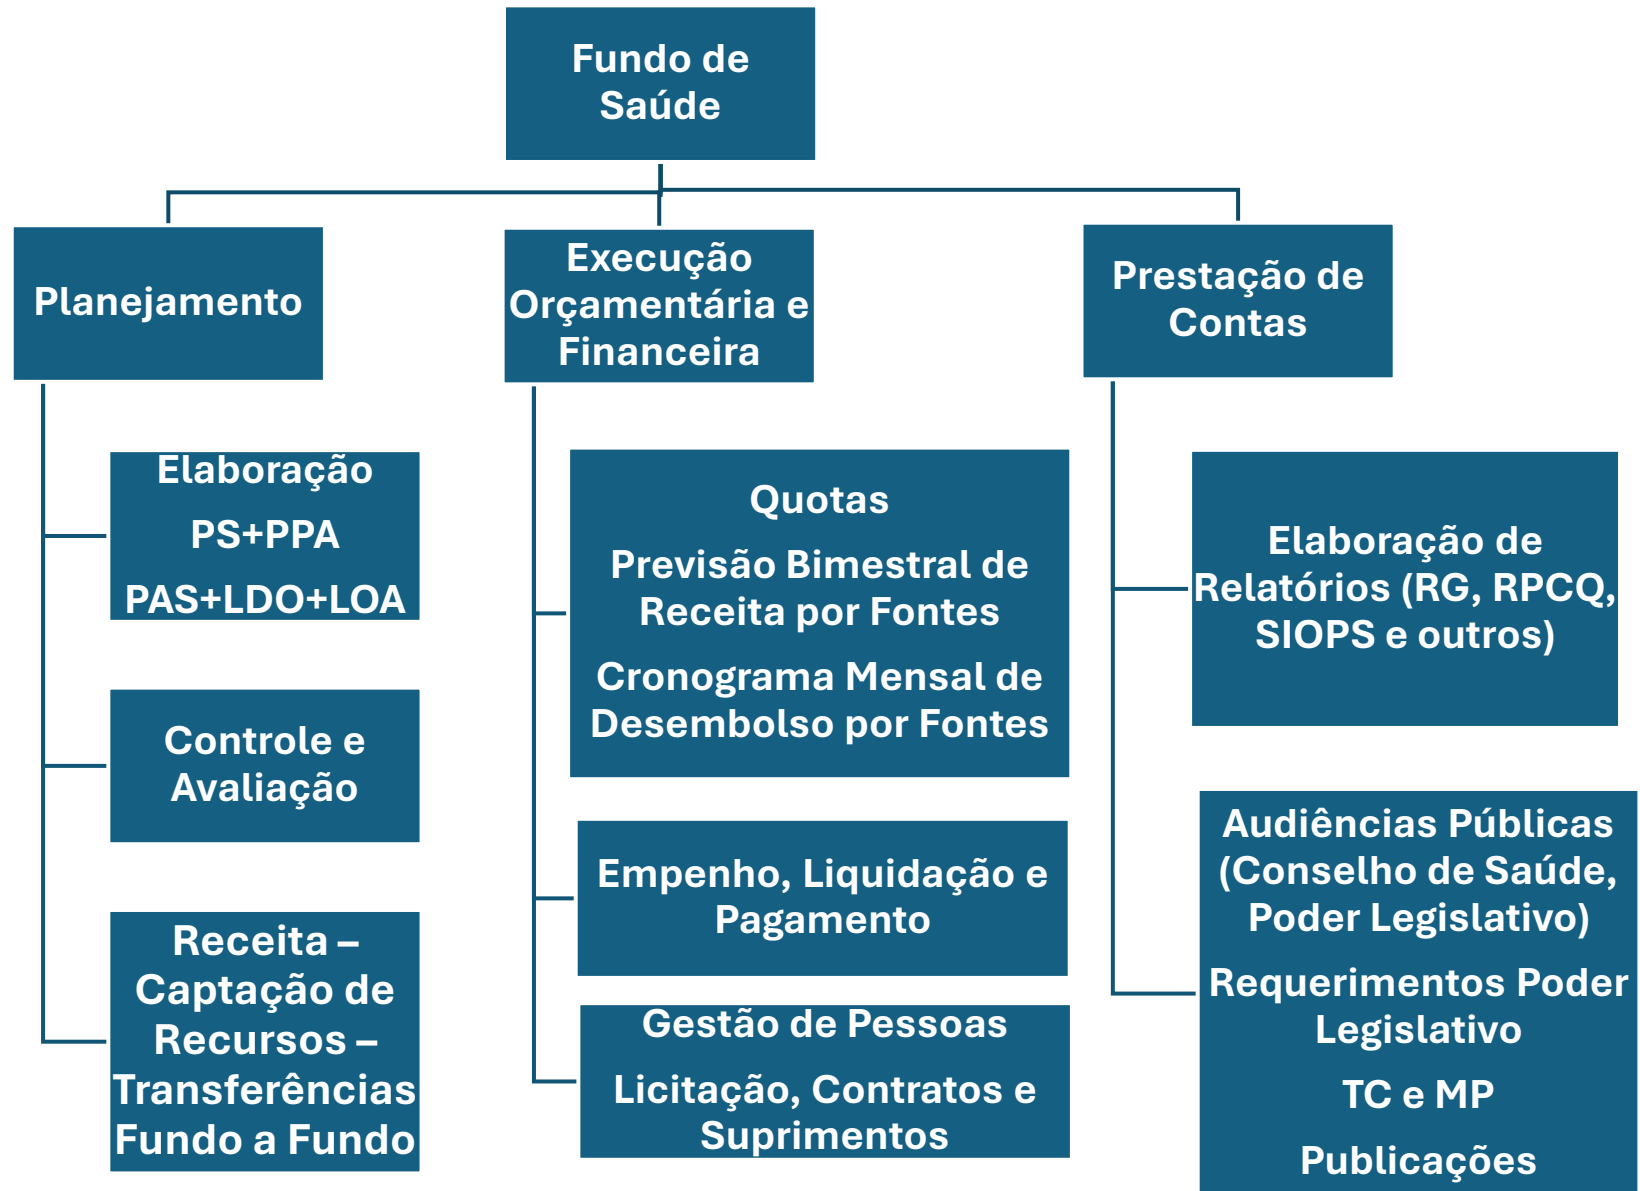 Fundo de
Saúde
Planejamento
Execução
Orçamentária e
Financeira
Prestação de
Contas
Elaboração
PS+PPA
PAS+LDO+LOA
Controle e
Avaliação
Receita –
Captação de
Recursos –
Transferências
Fundo a Fundo
Quotas
Previsão Bimestral de
Receita por Fontes
Cronograma Mensal de
Desembolso por Fontes
Empenho, Liquidação e
Pagamento
Gestão de Pessoas
Licitação, Contratos e
Suprimentos
Elaboração de
Relatórios (RG, RPCQ,
SIOPS e outros)
Audiências Públicas
(Conselho de Saúde,
Poder Legislativo)
Requerimentos Poder
Legislativo
TC e MP
Publicações